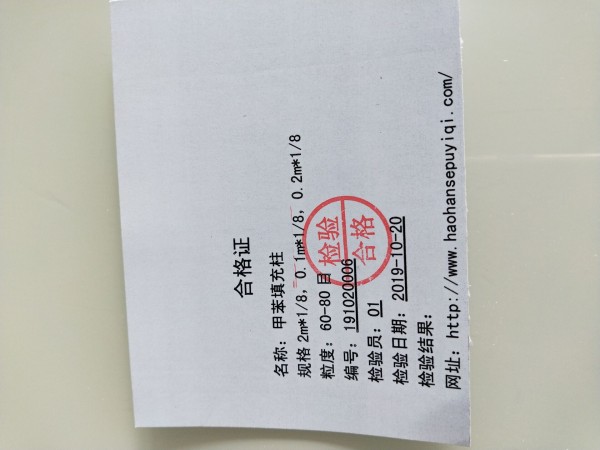 合格证
名称：甲苯填充柱
规格 2m*1/8，0.1m*1/8，0.2m*1/8
粒度：60-80 目
编号：191020006
检验员：01
检验日期：2019-10-20
检验结果：
网址：http://www.haohansepuyiqi.com/
检验
合格